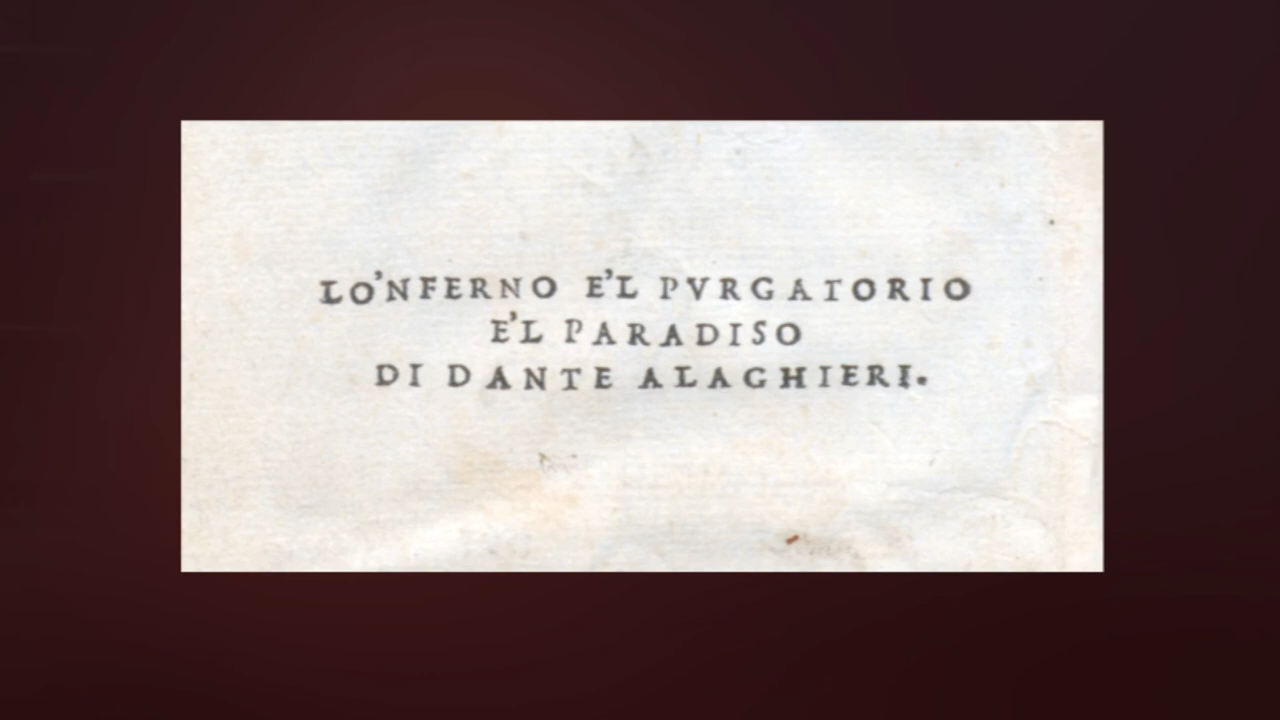 LO'NFERNO E'L PVRGATORIO
E'L PARADISO
DI DANTE ALAGHIERI.